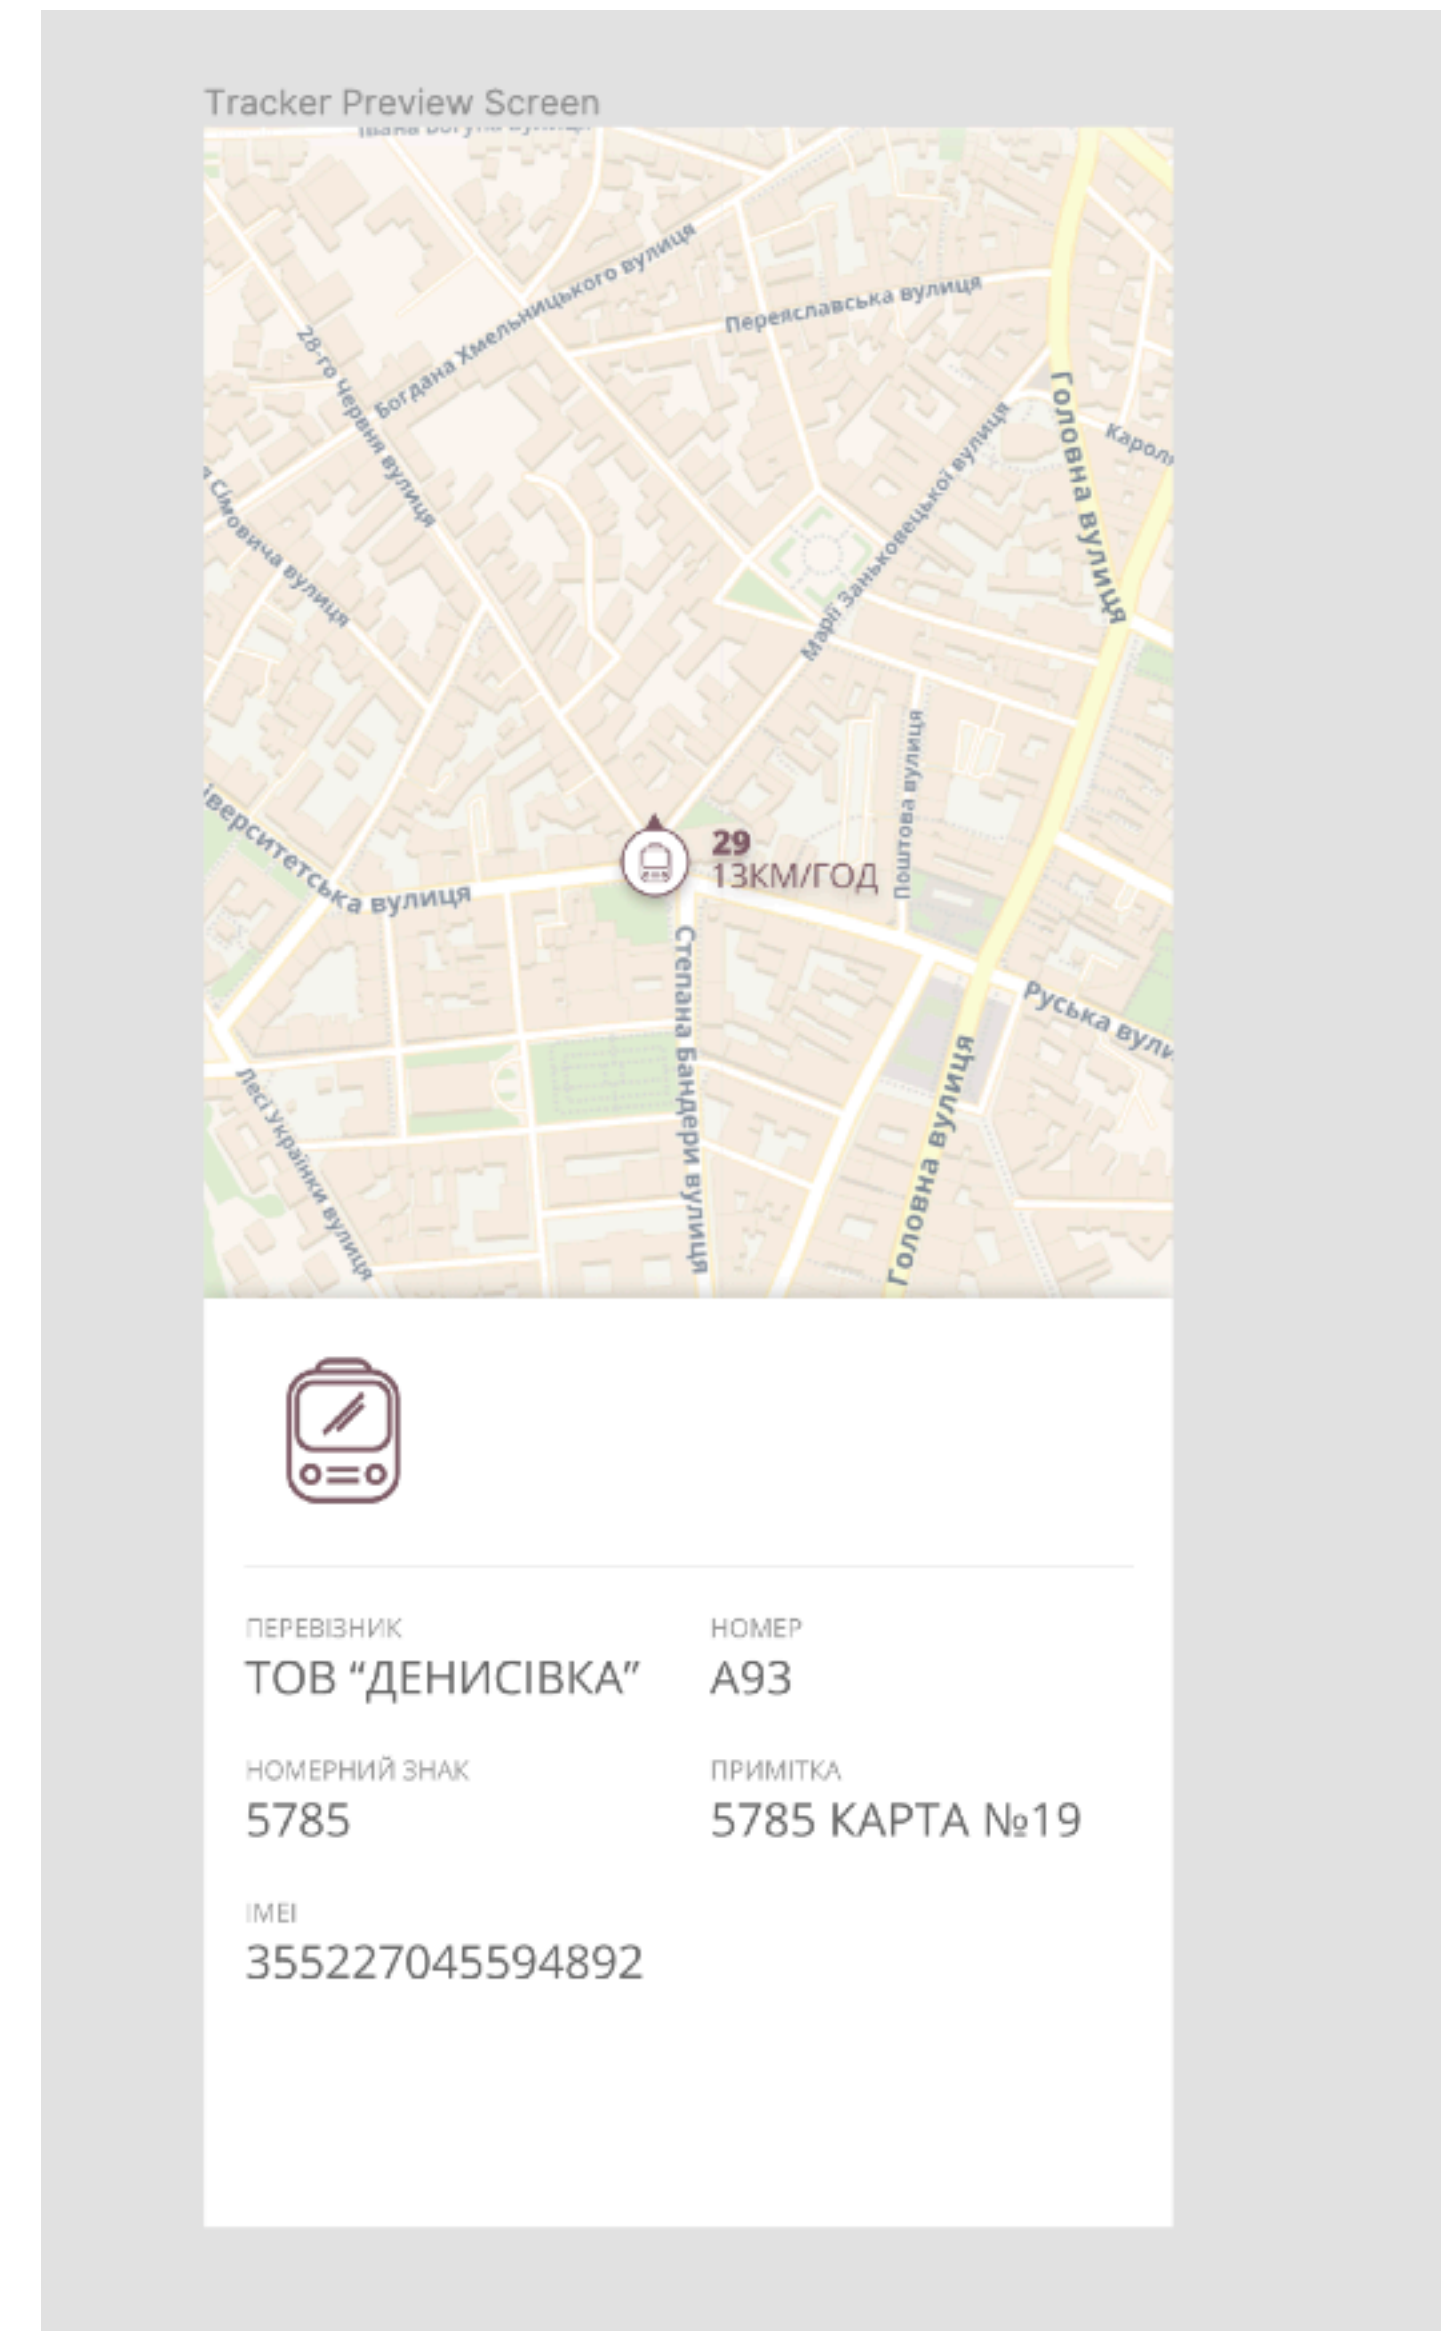 Tracker Preview Screen
Богдана Хмельницького вулиця
Переяславська вулиця
28-го Червня вулиця
Головна вулиця
Сімовича вулиця
Марії Заньковецької вулиця
Поштова вулиця
29
13КМ/ГОД
вулиця
Степана Бандери вулиця
Руська
Лесі Українки вулиця
Головна вулиця
ПЕРЕВІЗНИК
НОМЕР
ТОВ “ДЕНИСІВКА”
А93
НОМЕРНИЙ ЗНАК
ПРИМІТКА
5785
5785 КАРТА №19
IMEI
355227045594892